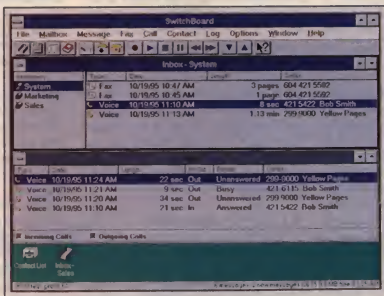 SwitchBoard
File Mailbox Message Fax Call Contact Log Options Window Help
Inbox - System
System
Marketing
Sales
Fax 10/19/95 10:47 AM 3 pages 604 421 5502
Fax 10/19/95 10:45 AM 1 page 604 421 5502
Voice 10/19/95 11:10 AM 8 sec 421 5422 Bob Smith
Voice 10/19/95 11:13 AM 1.13 min 299 9000 Yellow Pages
Voice 10/19/95 11:24 AM 22 sec Out Unanswered 299-9000 Yellow Pages
Voice 10/19/95 11:21 AM 9 sec Out Busy 421-6115 Bob Smith
Voice 10/19/95 11:20 AM 34 sec Out Unanswered 299 9000 Yellow Pages
Voice 10/19/95 11:10 AM 21 sec In Answered 421 5422 Bob Smith
Incoming Calls Outgoing Calls
Contact List
Inbox - Sales